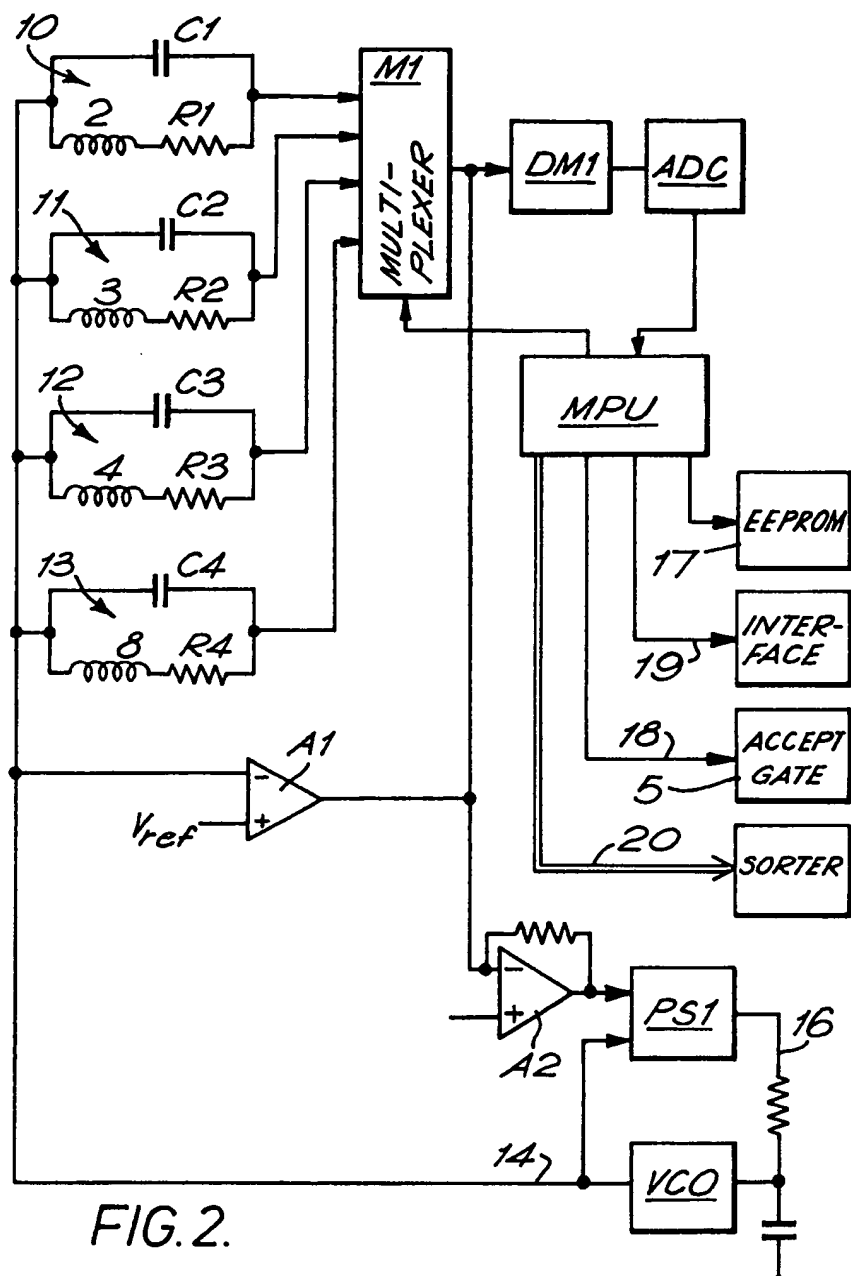 C1
10
M1
2
R1
MULTI-
PLEXER
DM1
ADC
C2
11
3
R2
C3
12
MPU
4
R3
EEPROM
17
C4
13
INTER-
FACE
19
8
R4
A1
18
ACCEPT
GATE
5
-
+
Vref
20
SORTER
-
+
A2
PS1
16
14
VCO
FIG. 2.